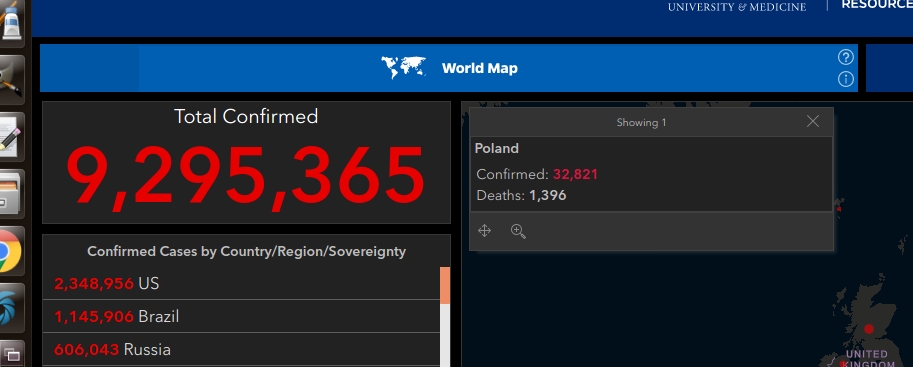 UNIVERSITY & MEDICINE
RESOURCE
World Map
Total Confirmed
9,295,365
Confirmed Cases by Country/Region/Sovereignty
2,348,956 US
1,145,906 Brazil
606,043 Russia
Showing 1
Poland
Confirmed: 32,821
Deaths: 1,396
UNITED
KINGDOM